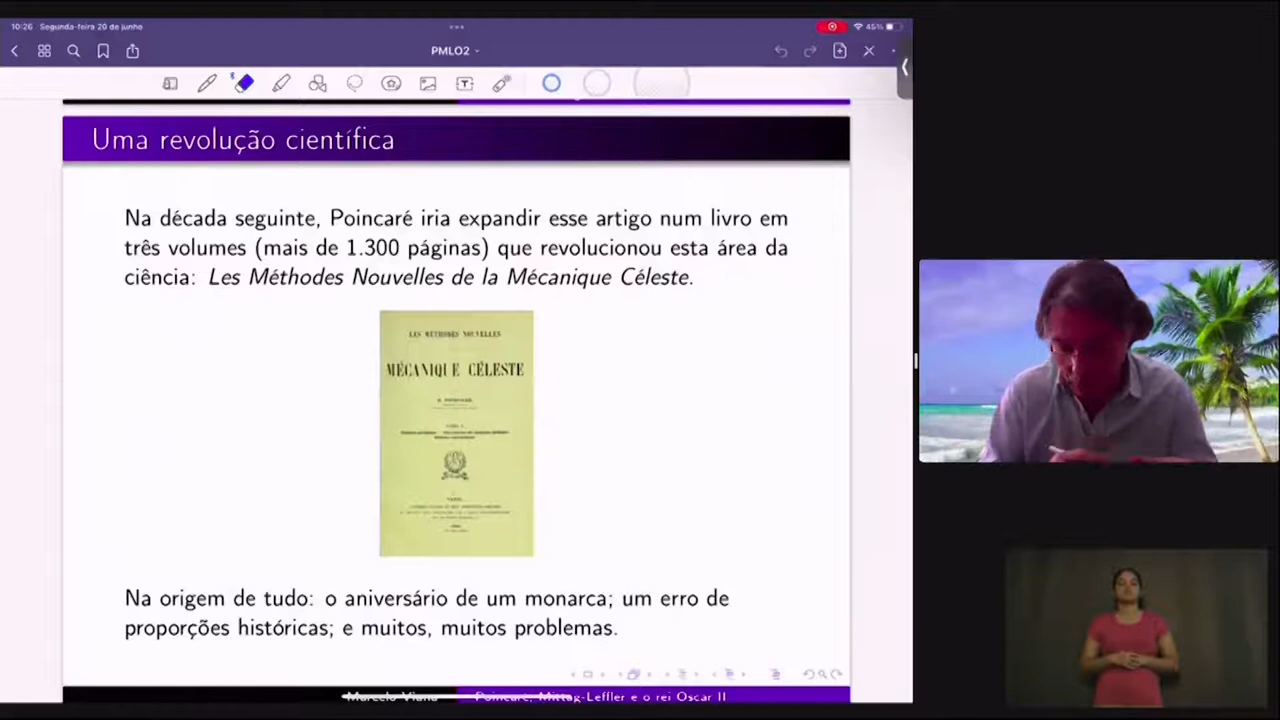 10:26 Segunda-feira 20 de junho
45%
PMLO2
Uma revolução científica
Na década seguinte, Poincaré iria expandir esse artigo num livro em
três volumes (mais de 1.300 páginas) que revolucionou esta área da
ciência: Les Méthodes Nouvelles de la Mécanique Céleste.
LES MÉTHODES NOUVELLES
MÉCANIQUE CÉLESTE
Na origem de tudo: o aniversário de um monarca; um erro de
proporções históricas; e muitos, muitos problemas.
Marcelo Viana Poincaré, Mittag-Leffler e o rei Oscar II